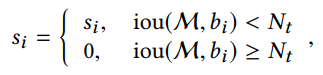 s_i = { s_i, iou(ℳ, b_i) < N_t
0, iou(ℳ, b_i) ≥ N_t ,